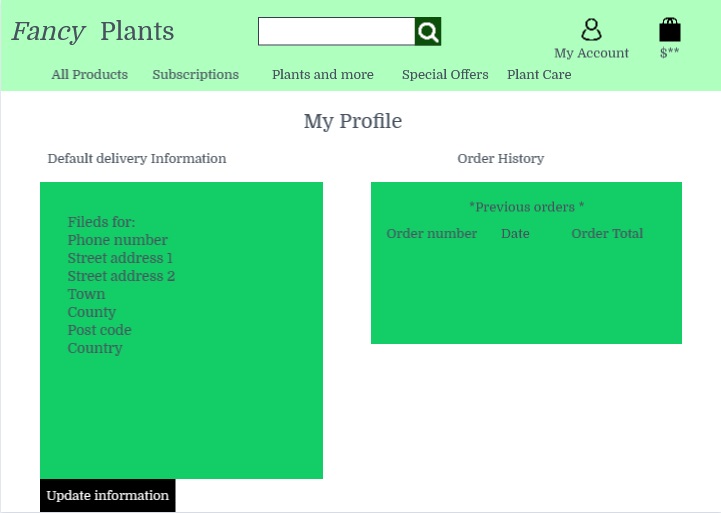 Fancy Plants
My Account
$**
All Products Subscriptions Plants and more Special Offers Plant Care
My Profile
Default delivery Information
Order History
Fileds for:
Phone number
Street address 1
Street address 2
Town
County
Post code
Country
*Previous orders *
Order number Date Order Total
Update information